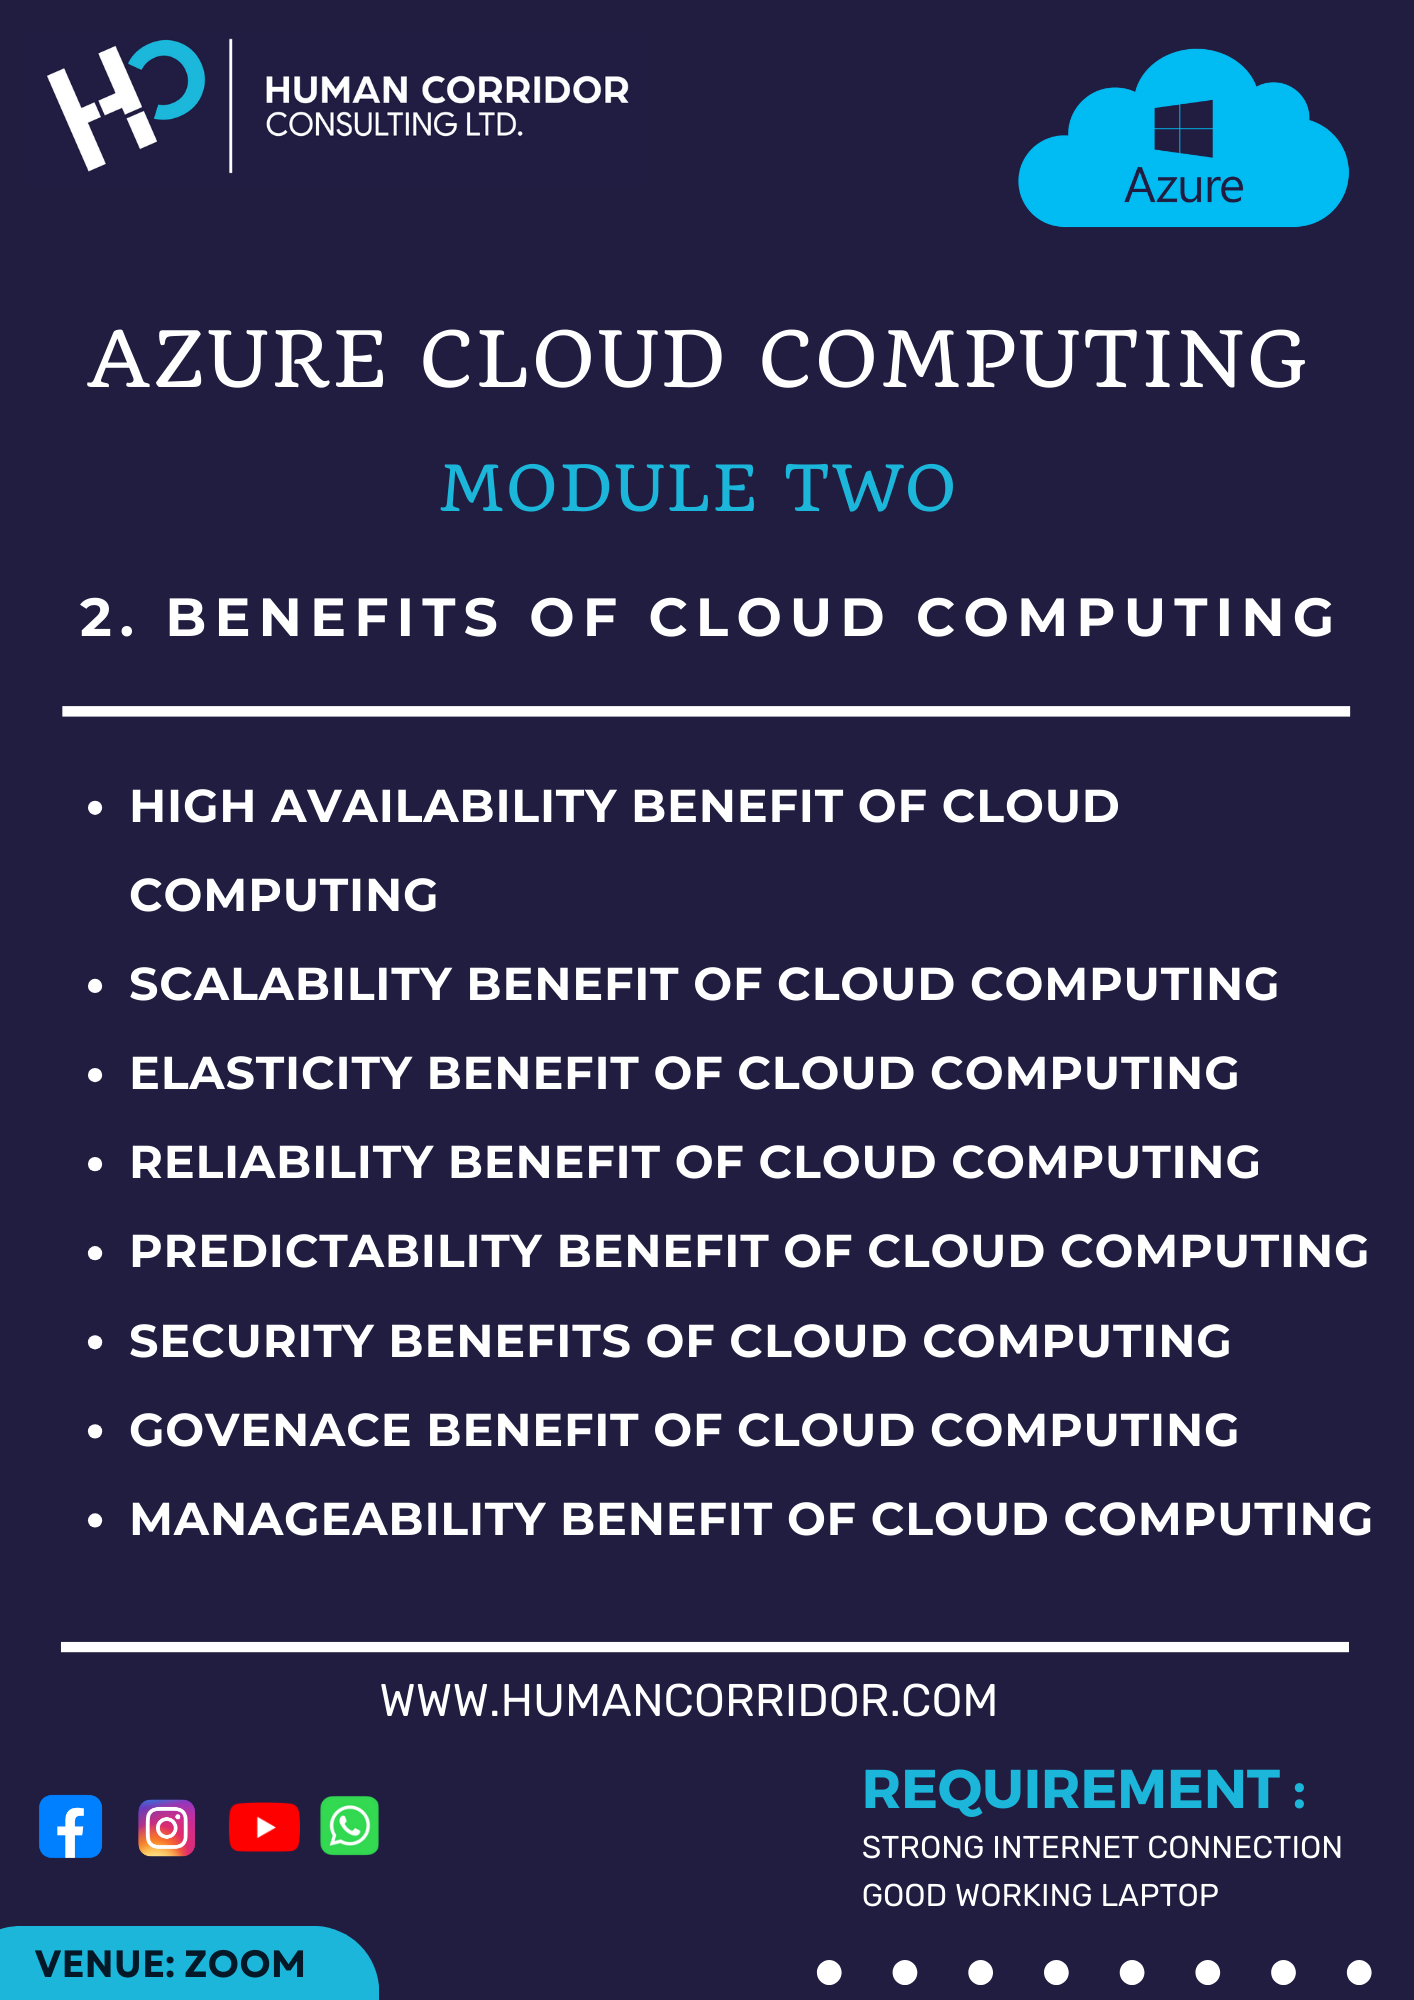 HUMAN CORRIDOR
CONSULTING LTD.
Azure
AZURE CLOUD COMPUTING
MODULE TWO
2. BENEFITS OF CLOUD COMPUTING
• HIGH AVAILABILITY BENEFIT OF CLOUD
COMPUTING
• SCALABILITY BENEFIT OF CLOUD COMPUTING
• ELASTICITY BENEFIT OF CLOUD COMPUTING
• RELIABILITY BENEFIT OF CLOUD COMPUTING
• PREDICTABILITY BENEFIT OF CLOUD COMPUTING
• SECURITY BENEFITS OF CLOUD COMPUTING
• GOVENACE BENEFIT OF CLOUD COMPUTING
• MANAGEABILITY BENEFIT OF CLOUD COMPUTING
WWW.HUMANCORRIDOR.COM
REQUIREMENT :
STRONG INTERNET CONNECTION
GOOD WORKING LAPTOP
VENUE: ZOOM